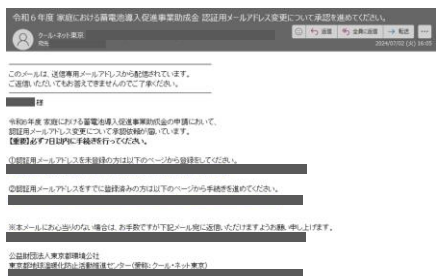 令和6年度 家庭における蓄電池導入促進事業助成金 認証用メールアドレス変更について承認を進めてください。
クール・ネット東京
宛先
返信 全員に返信 転送
2024/07/02 (火) 16:05
このメールは、送信専用メールアドレスから配信されています。
ご返信いただいてもお答えできませんのでご了承ください。
様
令和6年度 家庭における蓄電池導入促進事業助成金の申請において、
認証用メールアドレス変更について承認依頼が届いています。
【重要】必ず7日以内に手続きを行ってください。
①認証用メールアドレスを未登録の方は以下のページから登録をしてください。
②認証用メールアドレスをすでに登録済みの方は以下のページから手続きを進めてください。
※本メールにお心当りのない場合は、お手数ですが下記メール宛に返信いただけますようお願い申し上げます。
公益財団法人東京都環境公社
東京都地球温暖化防止活動推進センター(愛称:クール・ネット東京)